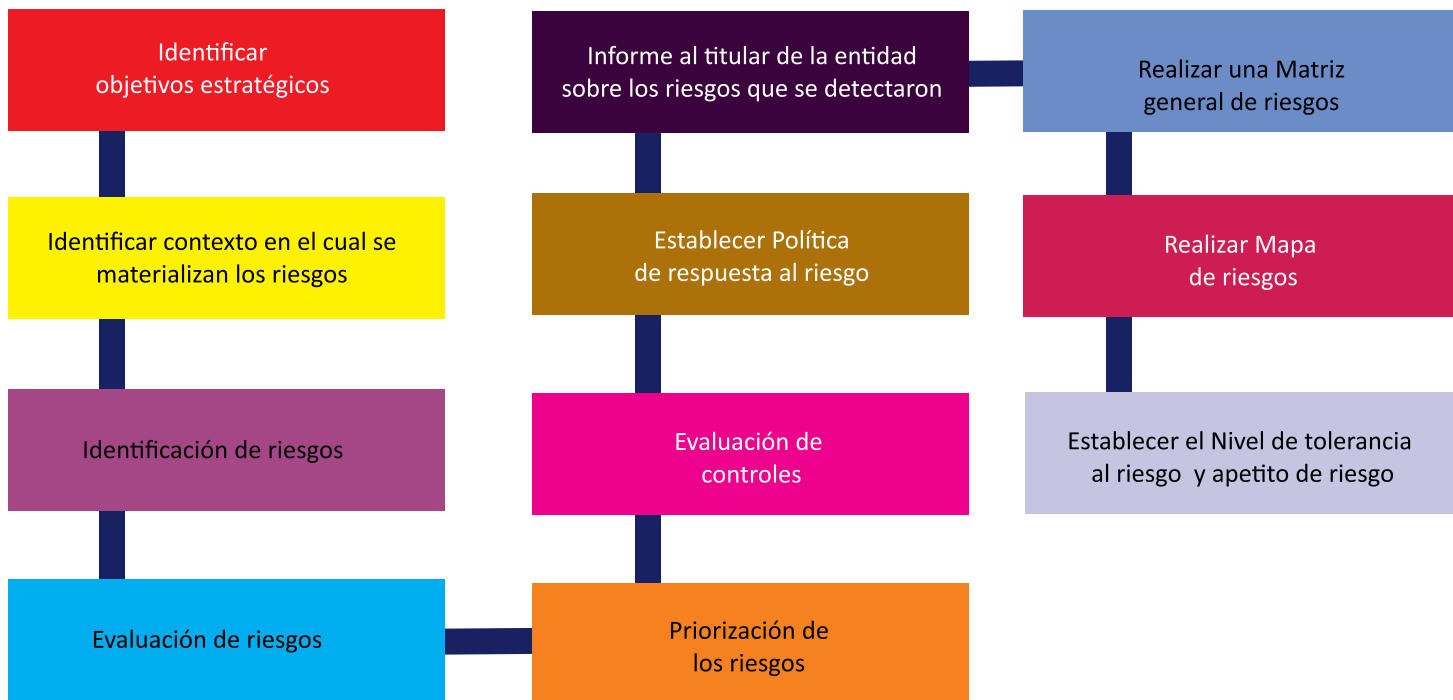 Identificar
objetivos estratégicos
Identificar contexto en el cual se
materializan los riesgos
Identificación de riesgos
Evaluación de riesgos
Priorización de
los riesgos
Evaluación de
controles
Establecer Política
de respuesta al riesgo
Informe al titular de la entidad
sobre los riesgos que se detectaron
Realizar una Matriz
general de riesgos
Realizar Mapa
de riesgos
Establecer el Nivel de tolerancia
al riesgo  y apetito de riesgo